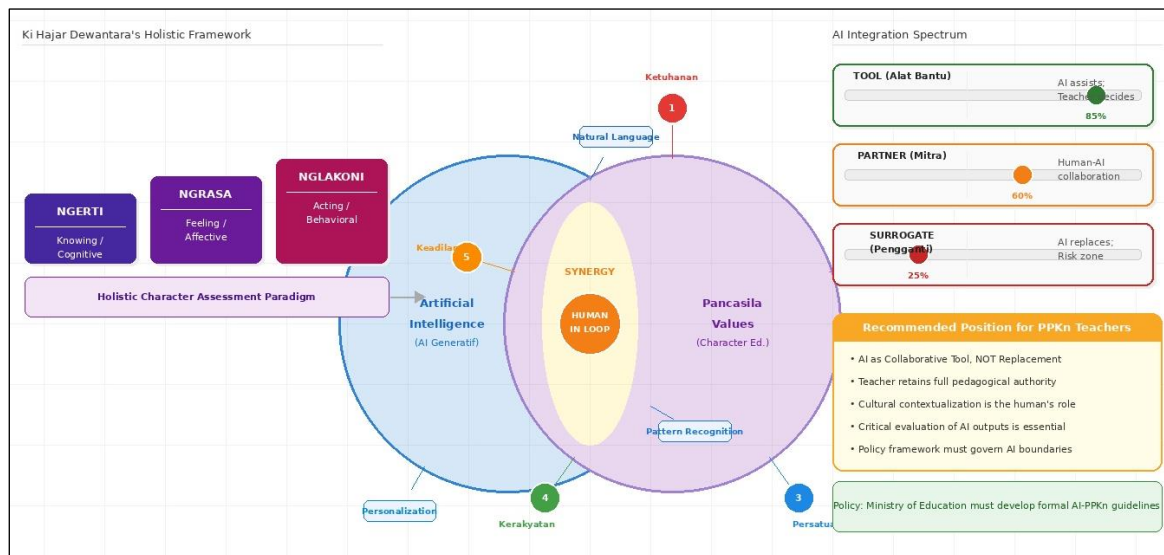 Ki Hajar Dewantara's Holistic Framework
NGERTI
Knowing /
Cognitive
NGRASA
Feeling /
Affective
NGLAKONI
Acting /
Behavioral
Holistic Character Assessment Paradigm
Ketuhanan
1
Natural Language
Keadilan
5
SYNERGY
HUMAN
IN LOOP
Artificial
Intelligence
(AI Generatif)
Pancasila
Values
(Character Ed.)
Pattern Recognition
Personalization
4
Kerakyatan
3
Persatua
AI Integration Spectrum
TOOL (Alat Bantu)
AI assists;
Teacher decides
85%
PARTNER (Mitra)
Human-AI
collaboration
60%
SURROGATE
(Pengganti)
AI replaces;
Risk zone
25%
Recommended Position for PPKn Teachers
• AI as Collaborative Tool, NOT Replacement
• Teacher retains full pedagogical authority
• Cultural contextualization is the human's role
• Critical evaluation of AI outputs is essential
• Policy framework must govern AI boundaries
Policy: Ministry of Education must develop formal AI-PPKn guidelines